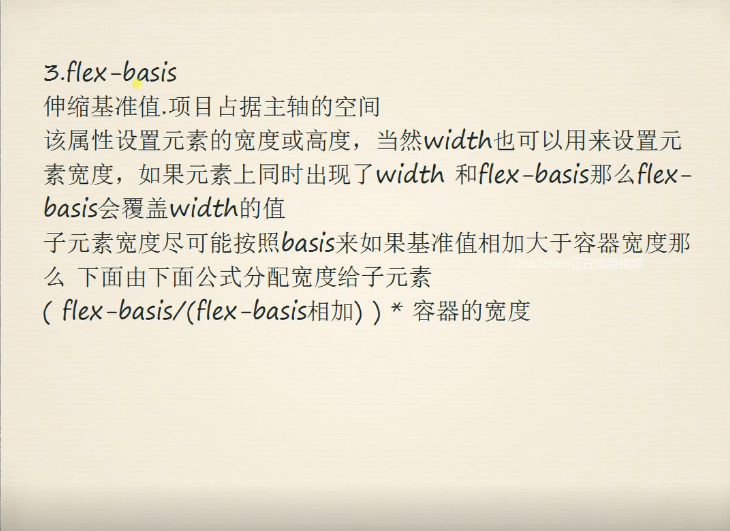 3.flex-basis
伸缩基准值.项目占据主轴的空间
该属性设置元素的宽度或高度，当然width也可以用来设置元
素宽度，如果元素上同时出现了width 和flex-basis那么flex-
basis会覆盖width的值
子元素宽度尽可能按照basis来如果基准值相加大于容器宽度那
么 下面由下面公式分配宽度给子元素
( flex-basis/(flex-basis相加) ) * 容器的宽度